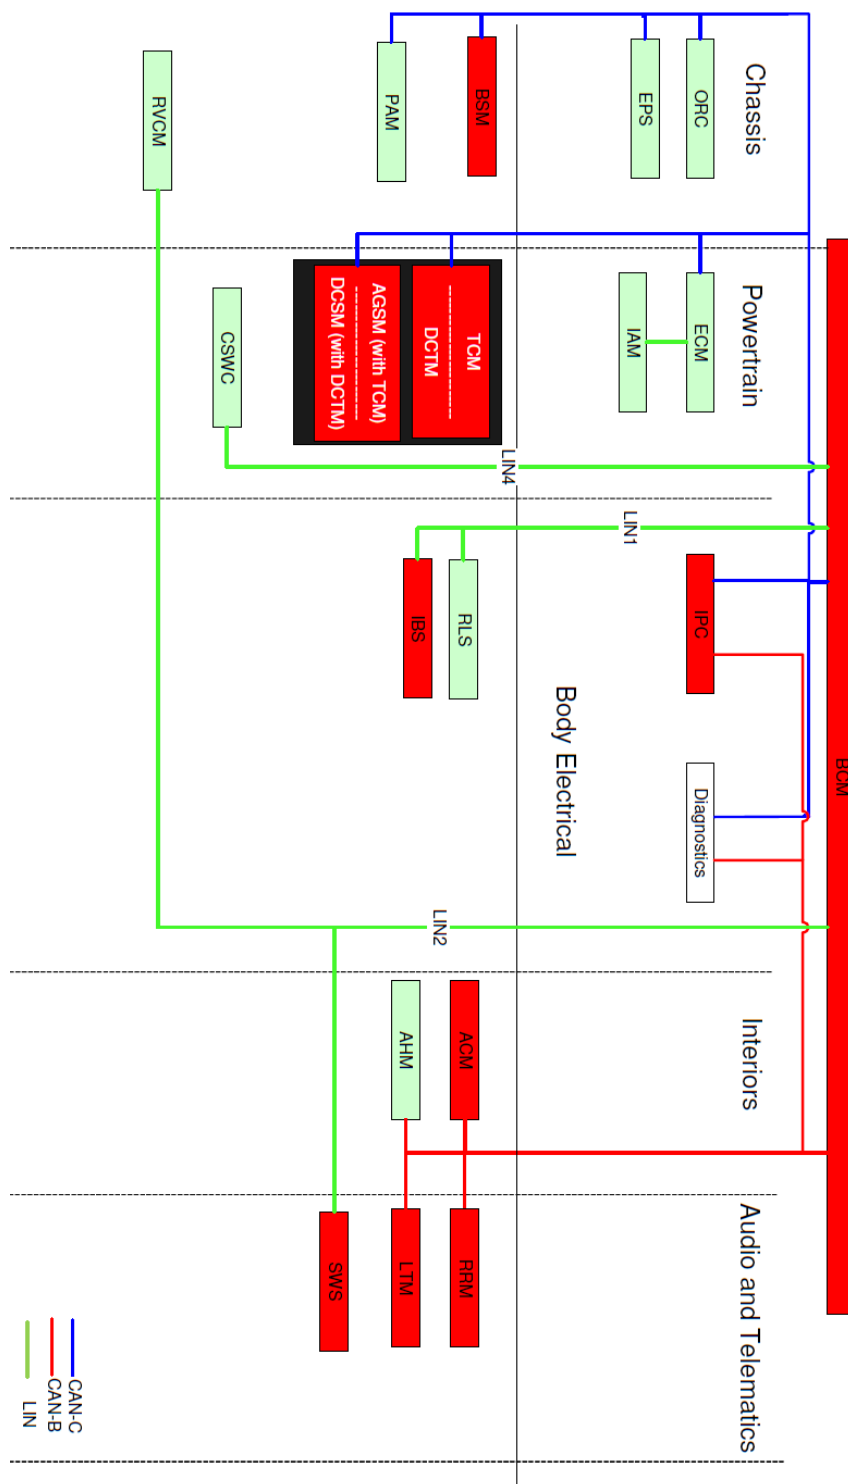 BCM
Chassis
Powertrain
Body Electrical
Interiors
Audio and Telematics
ORC
EPS
BSM
PAM
RVCM
ECM
IAM
TCM
DCTM
AGSM (with TCM)
DCSM (with DCTM)
CSWC
LIN4
LIN1
IPC
Diagnostics
RLS
IBS
LIN2
ACM
AHM
RRM
LTM
SWS
CAN-C
CAN-B
LIN